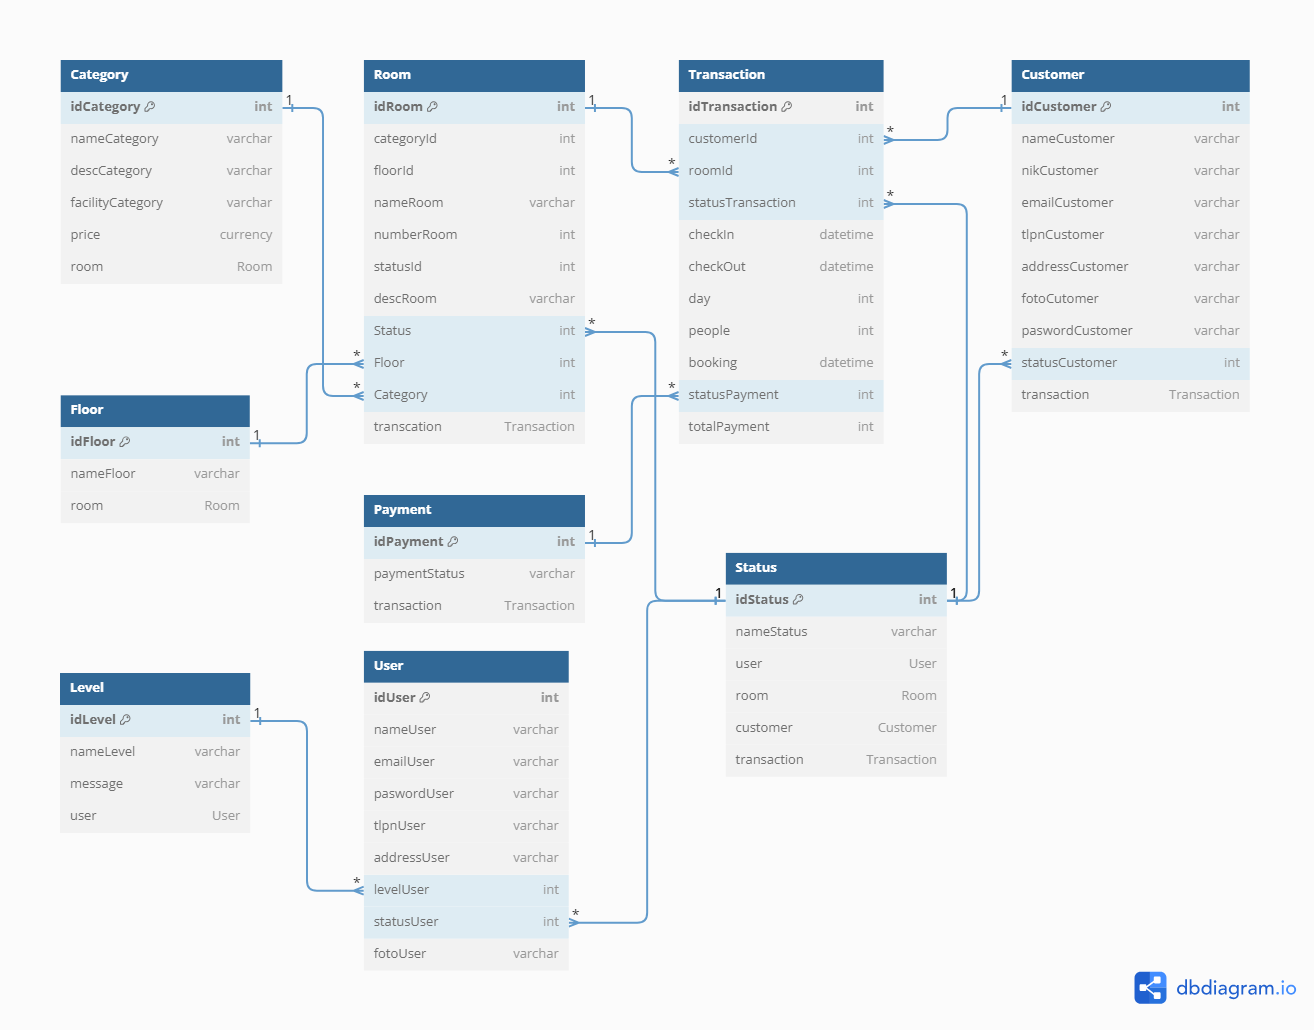 Category
idCategory int
nameCategory varchar
descCategory varchar
facilityCategory varchar
price currency
room Room
1
Room
idRoom int
categoryId int
floorId int
nameRoom varchar
numberRoom int
statusId int
descRoom varchar
Status int
Floor int
Category int
transcation Transaction
1
*
*
*
Transaction
idTransaction int
customerId int
roomId int
statusTransaction int
checkIn datetime
checkOut datetime
day int
people int
booking datetime
statusPayment int
totalPayment int
*
*
*
*
Customer
idCustomer int
nameCustomer varchar
nikCustomer varchar
emailCustomer varchar
tlpnCustomer varchar
addressCustomer varchar
fotoCutomer varchar
paswordCustomer varchar
statusCustomer int
transaction Transaction
1
*
Floor
idFloor int
nameFloor varchar
room Room
1
Payment
idPayment int
paymentStatus varchar
transaction Transaction
1
Status
idStatus int
nameStatus varchar
user User
room Room
customer Customer
transaction Transaction
1
1
Level
idLevel int
nameLevel varchar
message varchar
user User
1
User
idUser int
nameUser varchar
emailUser varchar
paswordUser varchar
tlpnUser varchar
addressUser varchar
levelUser int
statusUser int
fotoUser varchar
*
*
dbdiagram.io